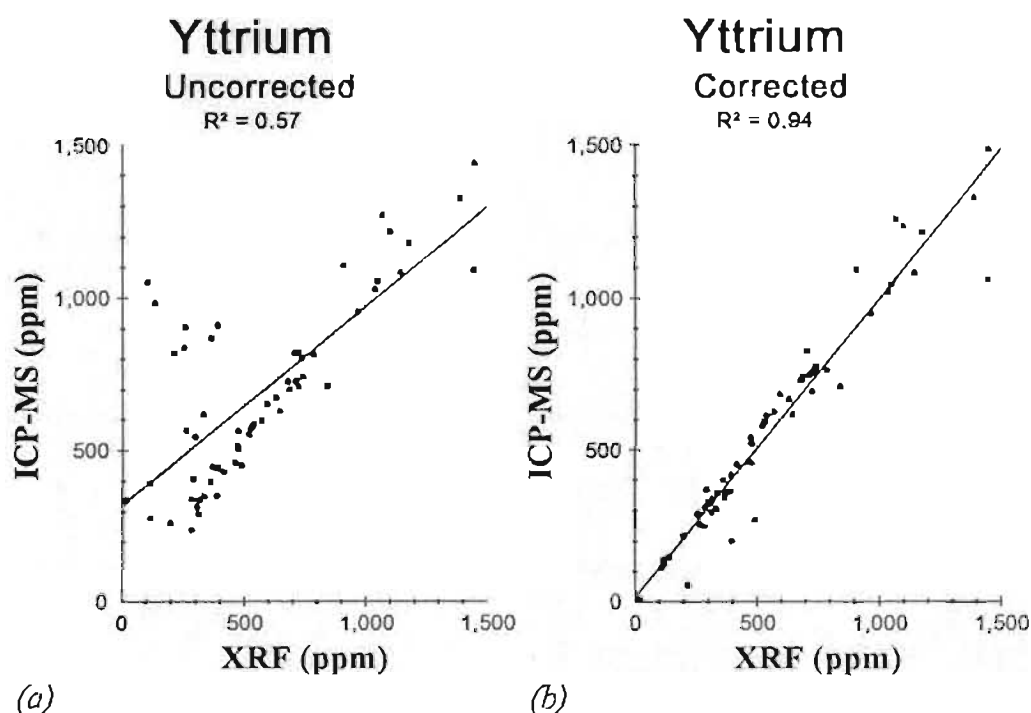 Yttrium
Uncorrected
R² = 0.57
1,500
1,000
500
0
ICP-MS (ppm)
0 500 1,000 1,500
XRF (ppm)
(a)
Yttrium
Corrected
R² = 0.94
1,500
1,000
500
0
ICP-MS (ppm)
0 500 1,000 1,500
XRF (ppm)
(b)